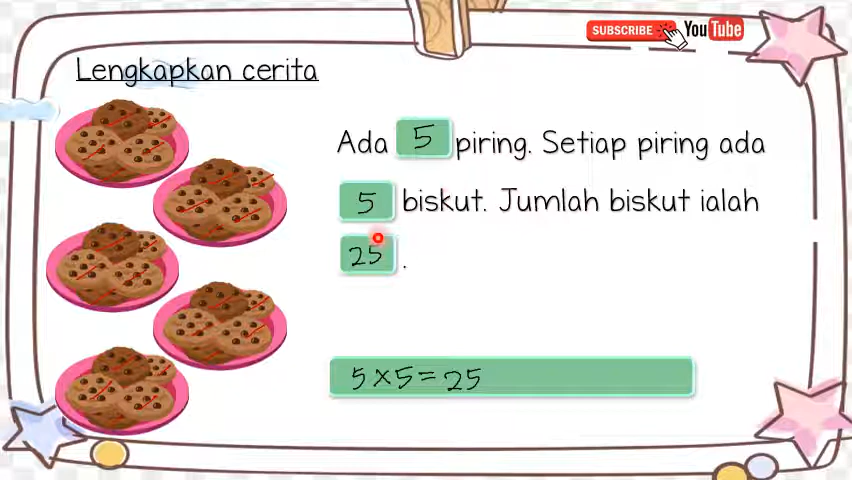 SUBSCRIBE YouTube
Lengkapkan cerita
Ada 5 piring. Setiap piring ada
5 biskut. Jumlah biskut ialah
25 .
5 x 5 = 25